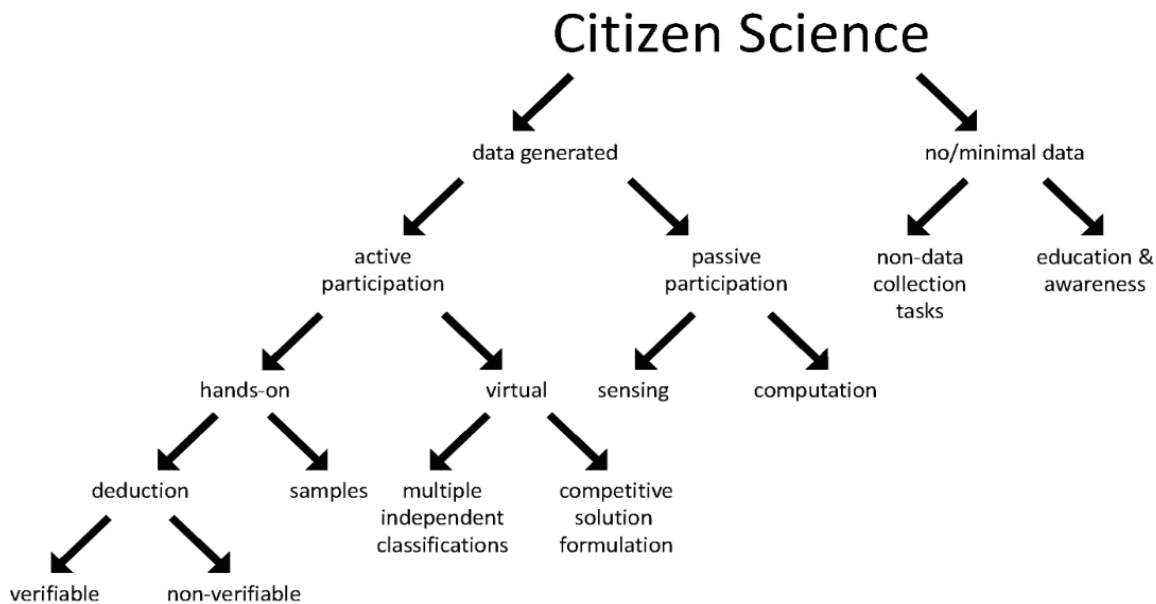 Citizen Science
data generated
no/minimal data
active
participation
passive
participation
non-data
collection
tasks
education &
awareness
hands-on
virtual
sensing
computation
deduction
samples
multiple
independent
classifications
competitive
solution
formulation
verifiable
non-verifiable